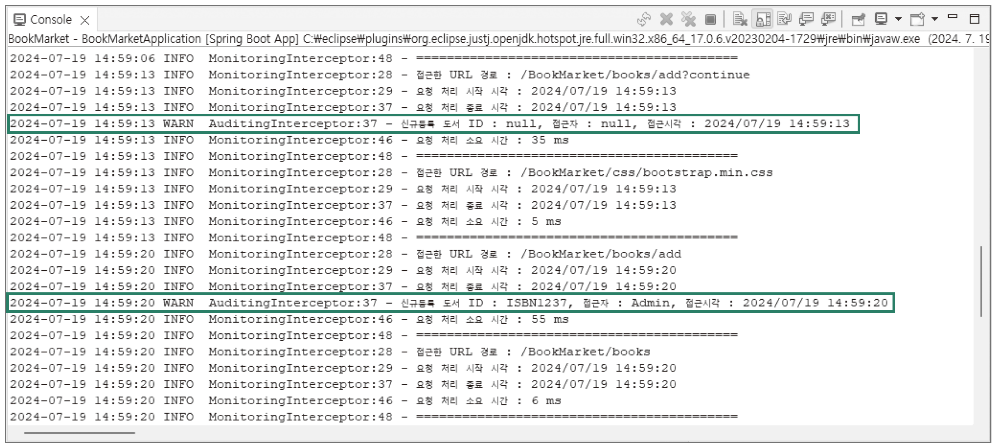 Console
BookMarket - BookMarketApplication [Spring Boot App] C:₩eclipse₩plugins₩org.eclipse.justj.openjdk.hotspot.jre.full.win32.x86_64_17.0.6.v20230204-1729₩jre₩bin₩javaw.exe (2024. 7. 19
2024-07-19 14:59:06 INFO MonitoringInterceptor:48 - =========================================
2024-07-19 14:59:13 INFO MonitoringInterceptor:28 - 접근한 URL 경로 : /BookMarket/books/add?continue
2024-07-19 14:59:13 INFO MonitoringInterceptor:29 - 요청 처리 시작 시각 : 2024/07/19 14:59:13
2024-07-19 14:59:13 INFO MonitoringInterceptor:37 - 요청 처리 종료 시각 : 2024/07/19 14:59:13
2024-07-19 14:59:13 WARN AuditingInterceptor:37 - 신규등록 도서 ID : null, 접근자 : null, 접근시각 : 2024/07/19 14:59:13
2024-07-19 14:59:13 INFO MonitoringInterceptor:46 - 요청 처리 소요 시간 : 35 ms
2024-07-19 14:59:13 INFO MonitoringInterceptor:48 - =========================================
2024-07-19 14:59:13 INFO MonitoringInterceptor:28 - 접근한 URL 경로 : /BookMarket/css/bootstrap.min.css
2024-07-19 14:59:13 INFO MonitoringInterceptor:29 - 요청 처리 시작 시각 : 2024/07/19 14:59:13
2024-07-19 14:59:13 INFO MonitoringInterceptor:37 - 요청 처리 종료 시각 : 2024/07/19 14:59:13
2024-07-19 14:59:13 INFO MonitoringInterceptor:46 - 요청 처리 소요 시간 : 5 ms
2024-07-19 14:59:13 INFO MonitoringInterceptor:48 - =========================================
2024-07-19 14:59:20 INFO MonitoringInterceptor:28 - 접근한 URL 경로 : /BookMarket/books/add
2024-07-19 14:59:20 INFO MonitoringInterceptor:29 - 요청 처리 시작 시각 : 2024/07/19 14:59:20
2024-07-19 14:59:20 INFO MonitoringInterceptor:37 - 요청 처리 종료 시각 : 2024/07/19 14:59:20
2024-07-19 14:59:20 WARN AuditingInterceptor:37 - 신규등록 도서 ID : ISBN1237, 접근자 : Admin, 접근시각 : 2024/07/19 14:59:20
2024-07-19 14:59:20 INFO MonitoringInterceptor:46 - 요청 처리 소요 시간 : 55 ms
2024-07-19 14:59:20 INFO MonitoringInterceptor:48 - =========================================
2024-07-19 14:59:20 INFO MonitoringInterceptor:28 - 접근한 URL 경로 : /BookMarket/books
2024-07-19 14:59:20 INFO MonitoringInterceptor:29 - 요청 처리 시작 시각 : 2024/07/19 14:59:20
2024-07-19 14:59:20 INFO MonitoringInterceptor:37 - 요청 처리 종료 시각 : 2024/07/19 14:59:20
2024-07-19 14:59:20 INFO MonitoringInterceptor:46 - 요청 처리 소요 시간 : 6 ms
2024-07-19 14:59:20 INFO MonitoringInterceptor:48 - =========================================